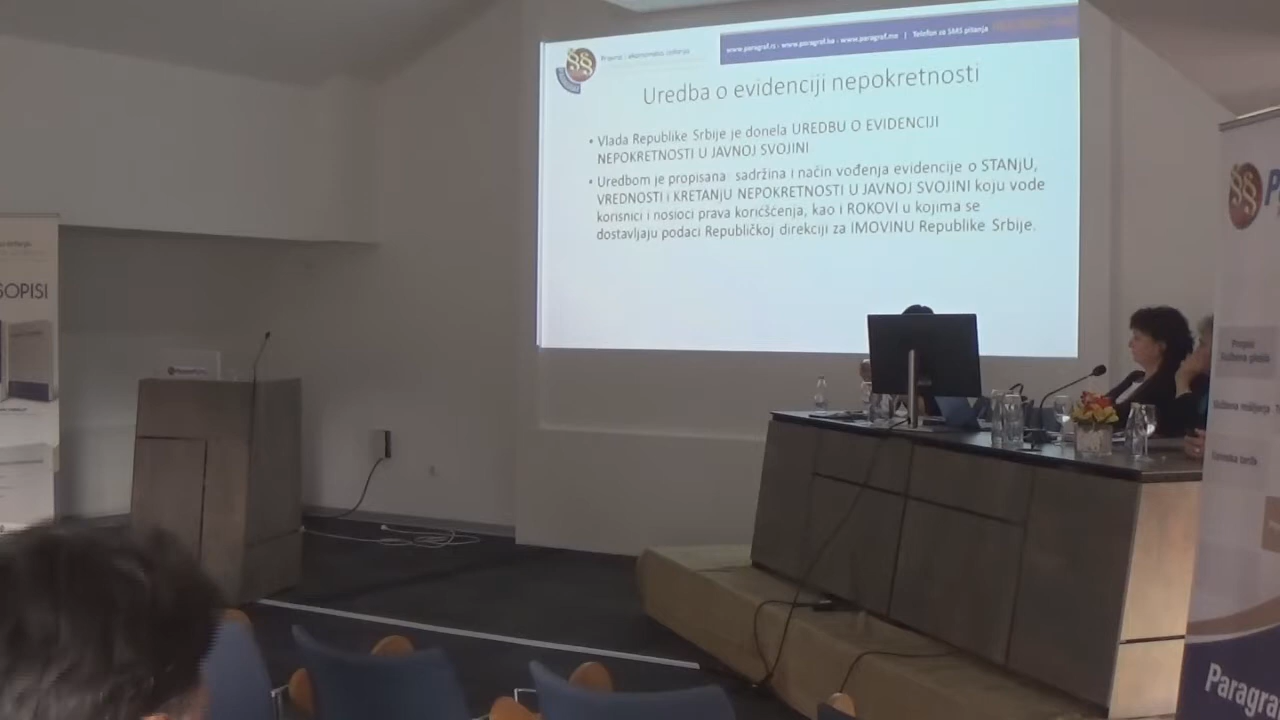 www.paragraf.rs - www.paragraf.ba - www.paragraf.me | Telefon za SMS pitanja
Uredba o evidenciji nepokretnosti
• Vlada Republike Srbije je donela UREDBU O EVIDENCIJI
NEPOKRETNOSTI U JAVNOJ SVOJINI
• Uredbom je propisana sadržina i način vođenja evidencije o STANjU,
VREDNOSTI i KRETANjU NEPOKRETNOSTI U JAVNOJ SVOJINI koju vode
korisnici i nosioci prava korićšćenja, kao i ROKOVI u kojima se
dostavljaju podaci Republičkoj direkciji za IMOVINU Republike Srbije.
SOPISI
§§
Propisi
Paragra